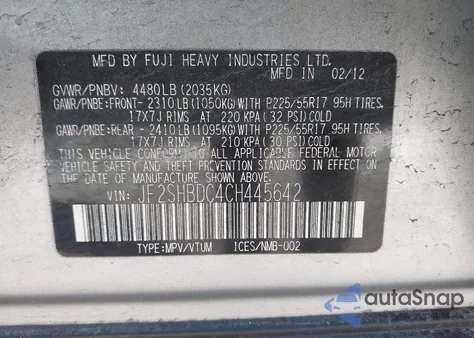 MFD BY FUJI HEAVY INDUSTRIES LTD.
MFD IN 02/12
GVWR/PNBV: 4480LB (2035KG)
GAWR/PNBE:FRONT- 2310LB (1050KG) WITH P225/55R17 95H TIRES,
17X7J RIMS AT 220 KPA (32 PSI) COLD
GAWR/PNBE:REAR - 2410LB (1095KG) WITH P225/55R17 95H TIRES,
17X7J RIMS AT 210 KPA (30 PSI) COLD
THIS VEHICLE CONFORMS TO ALL APPLICABLE FEDERAL MOTOR VEHICLE
SAFETY AND THEFT PREVENTION STANDARDS IN EFFECT
ON THE DATE OF MANUFACTURE SHOWN ABOVE.
VIN: JF2SHBDC4CH445642
TYPE:MPV/VTUM ICES/NMB-002
autoSnap